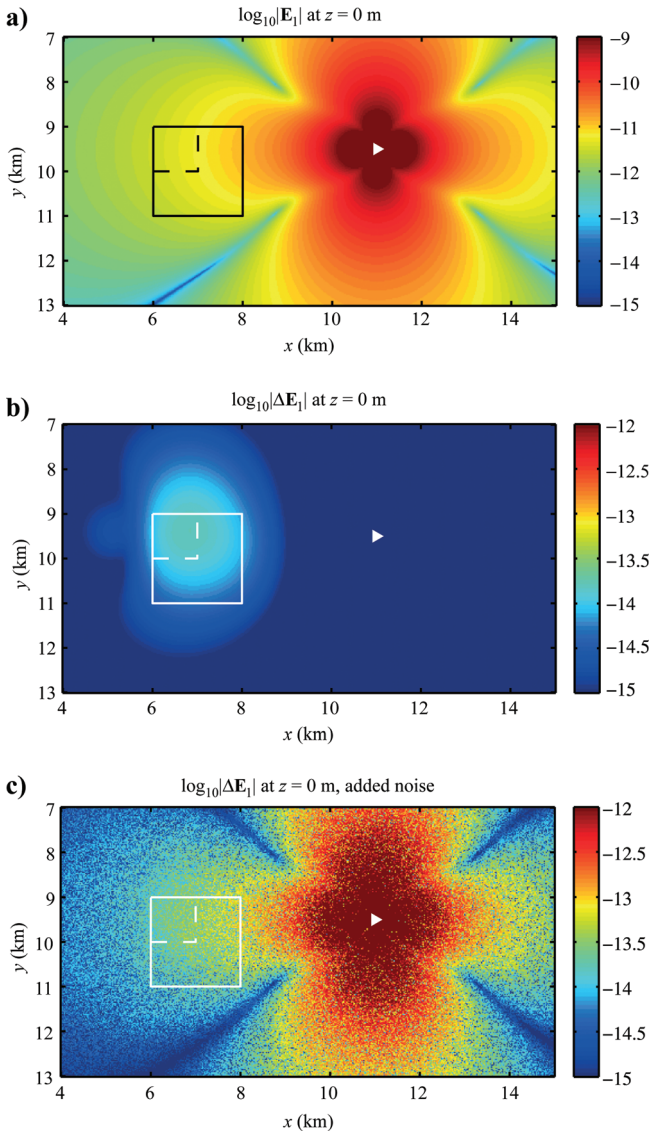 a)
log₁₀|E₁| at z = 0 m
7
8
9
10
11
12
13
y (km)
4 6 8 10 12 14
x (km)
−9
−10
−11
−12
−13
−14
−15
b)
log₁₀|ΔE₁| at z = 0 m
7
8
9
10
11
12
13
y (km)
4 6 8 10 12 14
x (km)
−12
−12.5
−13
−13.5
−14
−14.5
−15
c)
log₁₀|ΔE₁| at z = 0 m, added noise
7
8
9
10
11
12
13
y (km)
4 6 8 10 12 14
x (km)
−12
−12.5
−13
−13.5
−14
−14.5
−15